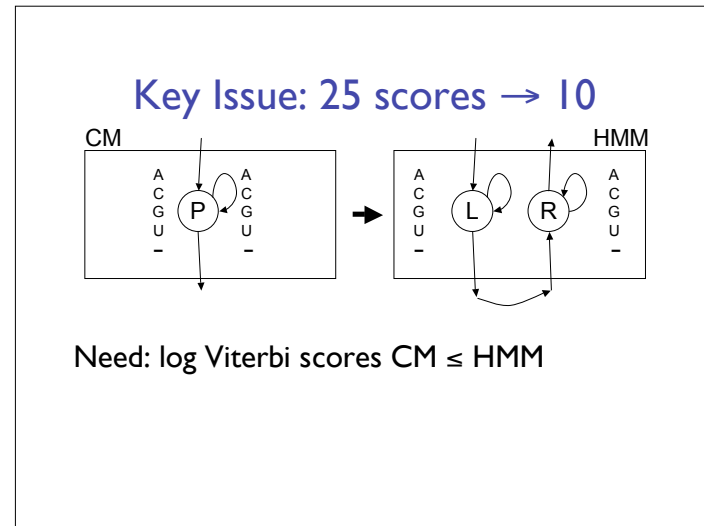 Key Issue: 25 scores → 10
CM
HMM
A
C
G
U
–
P
A
C
G
U
–
A
C
G
U
–
L
R
A
C
G
U
–
Need: log Viterbi scores CM ≤ HMM